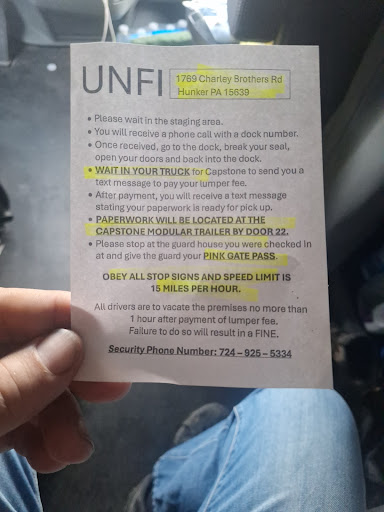 UNFI
1769 Charley Brothers Rd
Hunker PA 15639
• Please wait in the staging area.
• You will receive a phone call with a dock number.
• Once received, go to the dock, break your seal,
open your doors and back into the dock.
• WAIT IN YOUR TRUCK for Capstone to send you a
text message to pay your lumper fee.
• After payment, you will receive a text message
stating your paperwork is ready for pick up.
• PAPERWORK WILL BE LOCATED AT THE
CAPSTONE MODULAR TRAILER BY DOOR 22.
• Please stop at the guard house you were checked in
at and give the guard your PINK GATE PASS.
OBEY ALL STOP SIGNS AND SPEED LIMIT IS
15 MILES PER HOUR.
All drivers are to vacate the premises no more than
1 hour after payment of lumper fee.
Failure to do so will result in a FINE.
Security Phone Number: 724 – 925 – 5334